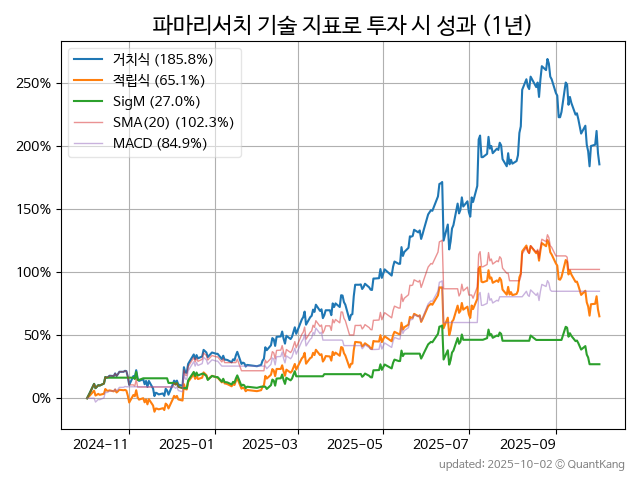 파마리서치 기술 지표로 투자 시 성과 (1년)
거치식 (185.8%)
적립식 (65.1%)
SigM (27.0%)
SMA(20) (102.3%)
MACD (84.9%)
250%
200%
150%
100%
50%
0%
2024-11 2025-01 2025-03 2025-05 2025-07 2025-09
updated: 2025-10-02 © QuantKang